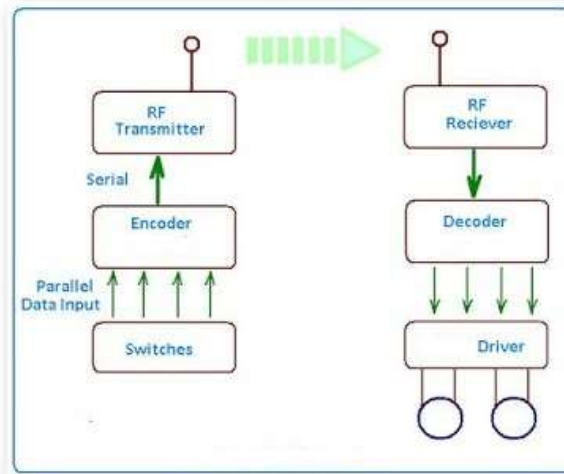 RF
Transmitter
Serial
Encoder
Parallel
Data Input
Switches
RF
Reciever
Decoder
Driver